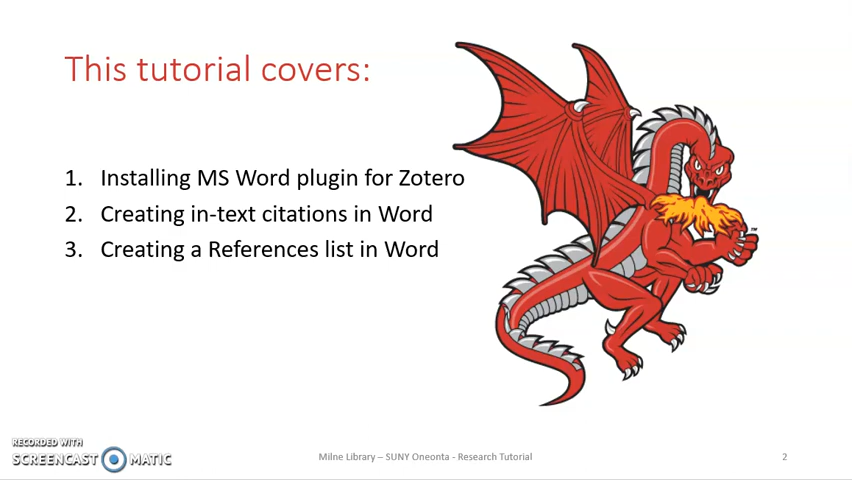 This tutorial covers:
1. Installing MS Word plugin for Zotero
2. Creating in-text citations in Word
3. Creating a References list in Word
TM
RECORDED WITH
SCREENCAST MATIC
Milne Library – SUNY Oneonta - Research Tutorial
2